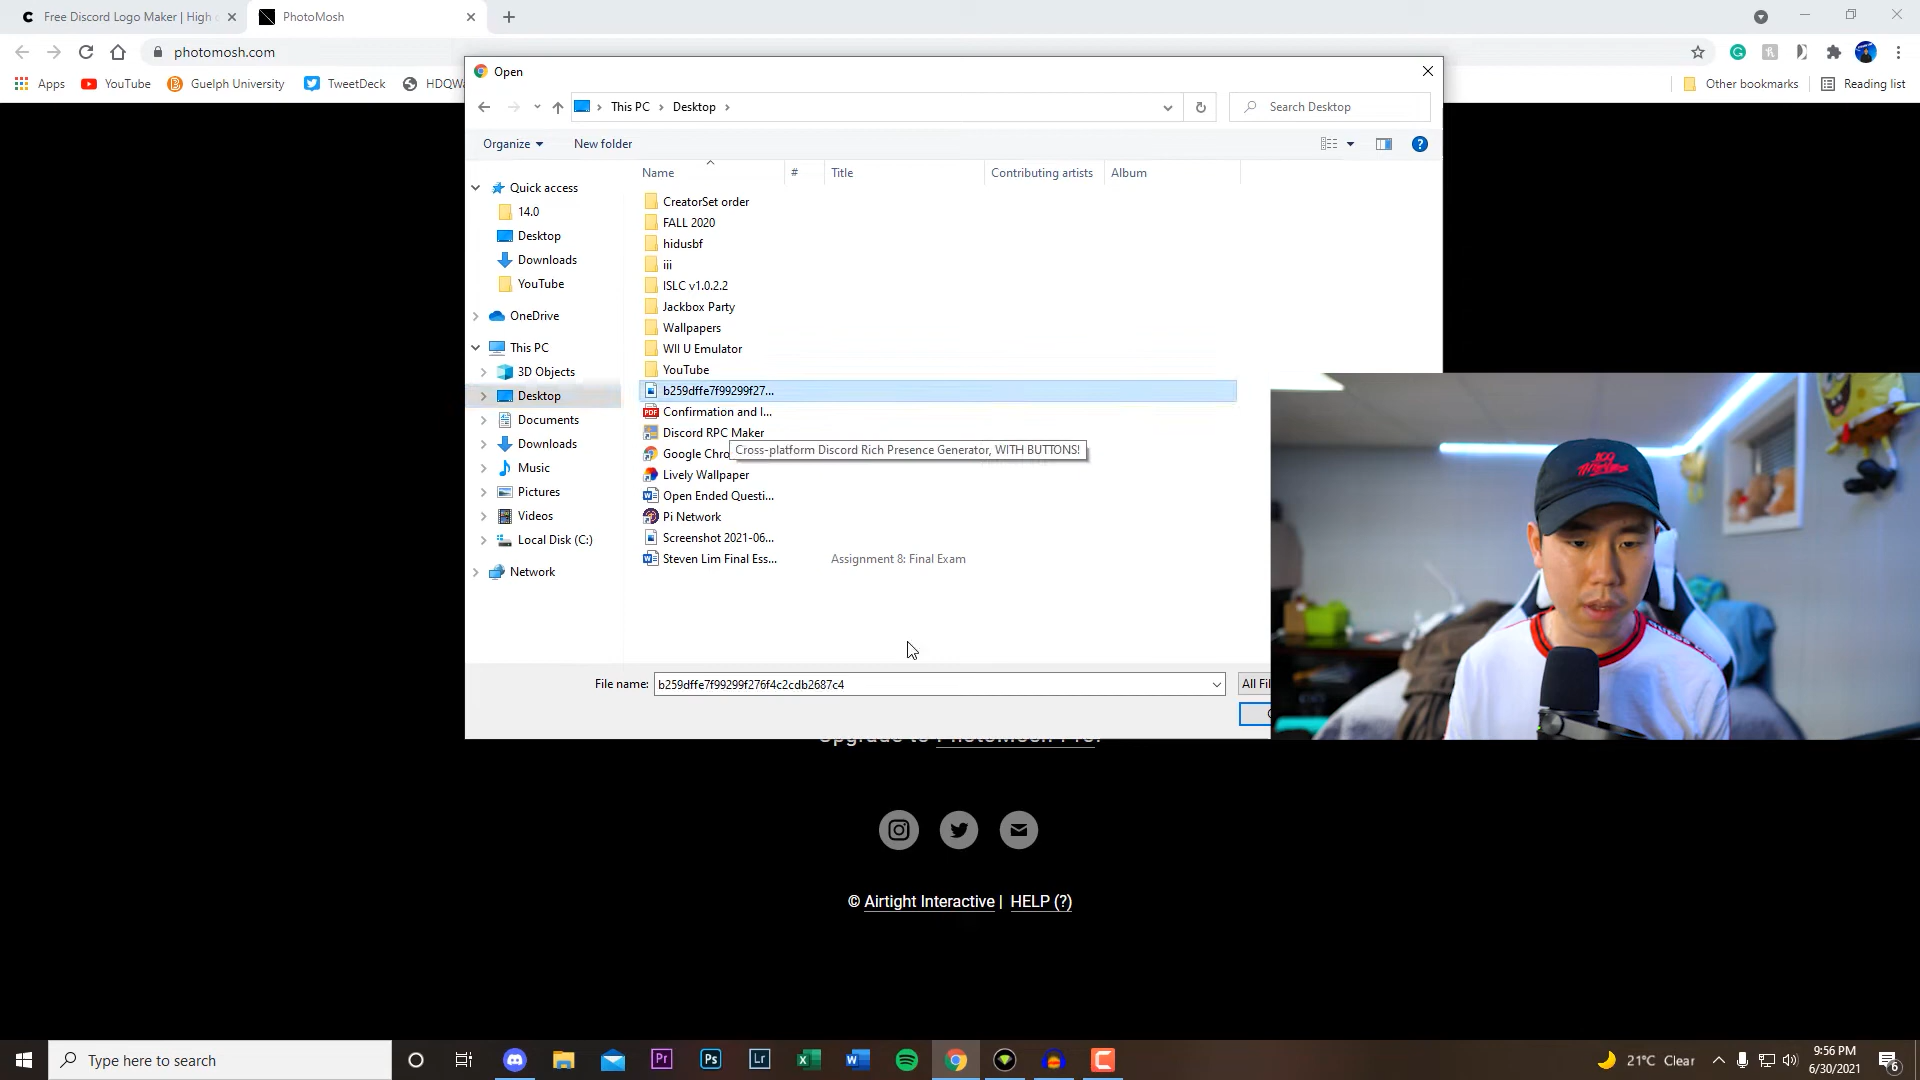 Free Discord Logo Maker | High
PhotoMosh
photomosh.com
Apps
YouTube
Guelph University
TweetDeck
Other bookmarks
Reading list
Open
This PC
Desktop
Search Desktop
Organize
New folder
Name
#
Title
Contributing artists
Album
Quick access
14.0
Desktop
Downloads
YouTube
OneDrive
This PC
3D Objects
Desktop
Documents
Downloads
Music
Pictures
Videos
Local Disk (C:)
Network
CreatorSet order
FALL 2020
hidusbf
iii
ISLC v1.0.2.2
Jackbox Party
Wallpapers
WII U Emulator
YouTube
b259dffe7f99299f27...
Confirmation and I...
Discord RPC Maker
Cross-platform Discord Rich Presence Generator, WITH BUTTONS!
Google Chro
Lively Wallpaper
Open Ended Questi...
Pi Network
Screenshot 2021-06...
Steven Lim Final Ess...
Assignment 8: Final Exam
File name:
b259dffe7f99299f276f4c2cdb2687c4
All Fil
© Airtight Interactive | HELP (?)
Type here to search
Pr
Ps
Lr
21°C Clear
9:56 PM
6/30/2021
6